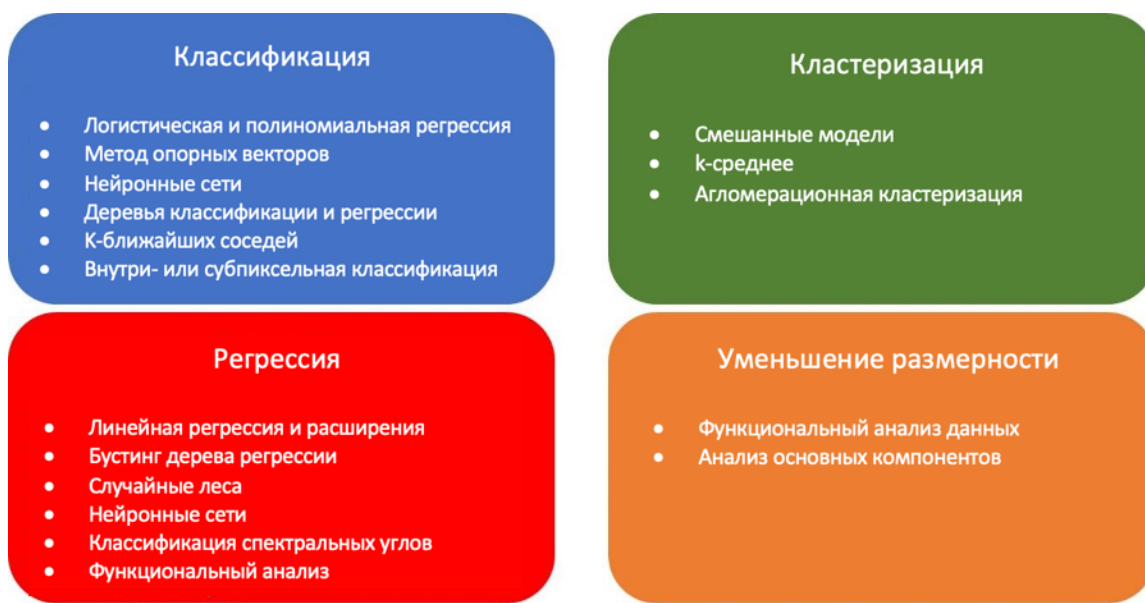 Классификация
• Логистическая и полиномиальная регрессия
• Метод опорных векторов
• Нейронные сети
• Деревья классификации и регрессии
• К-ближайших соседей
• Внутри- или субпиксельная классификация
Кластеризация
• Смешанные модели
• k-среднее
• Агломерационная кластеризация
Регрессия
• Линейная регрессия и расширения
• Бустинг дерева регрессии
• Случайные леса
• Нейронные сети
• Классификация спектральных углов
• Функциональный анализ
Уменьшение размерности
• Функциональный анализ данных
• Анализ основных компонентов